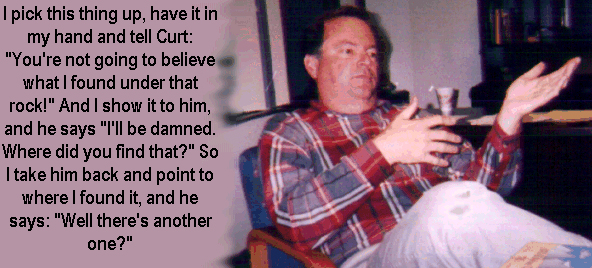 I pick this thing up, have it in
my hand and tell Curt:
"You're not going to believe
what I found under that
rock!" And I show it to him,
and he says "I'll be damned.
Where did you find that?" So
I take him back and point to
where I found it, and he
says: "Well there's another
one?"